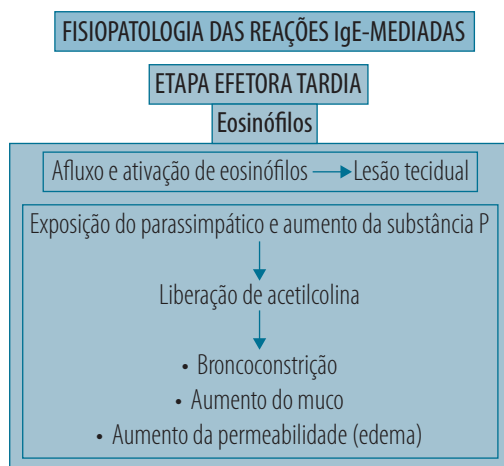 FISIOPATOLOGIA DAS REAÇÕES IgE-MEDIADAS
ETAPA EFETORA TARDIA
Eosinófilos
Afluxo e ativação de eosinófilos → Lesão tecidual
Exposição do parassimpático e aumento da substância P
Liberação de acetilcolina
• Broncoconstrição
• Aumento do muco
• Aumento da permeabilidade (edema)